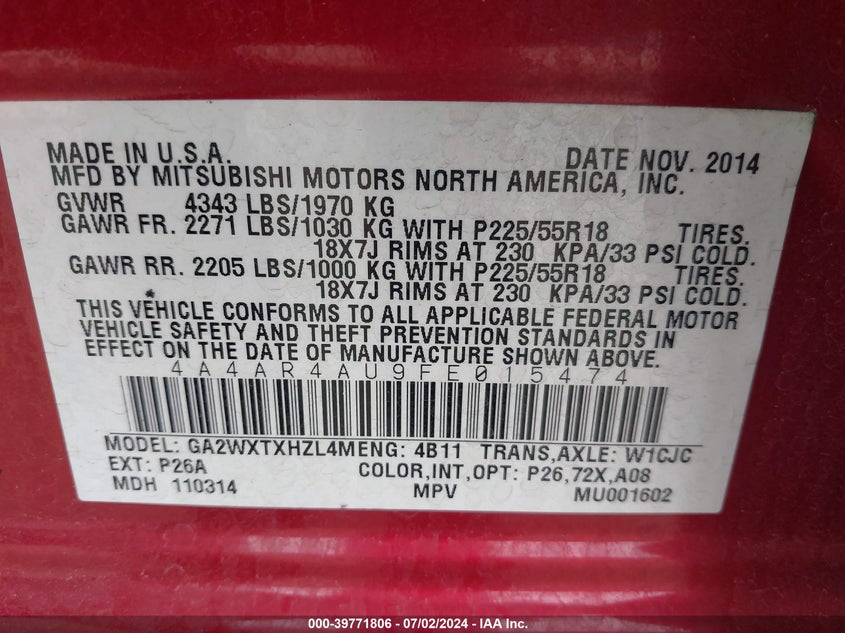 MADE IN U.S.A. DATE NOV. 2014
MFD BY MITSUBISHI MOTORS NORTH AMERICA, INC.
GVWR 4343 LBS/1970 KG
GAWR FR. 2271 LBS/1030 KG WITH P225/55R18 TIRES.
18X7J RIMS AT 230 KPA/33 PSI COLD.
GAWR RR. 2205 LBS/1000 KG WITH P225/55R18 TIRES.
18X7J RIMS AT 230 KPA/33 PSI COLD.
THIS VEHICLE CONFORMS TO ALL APPLICABLE FEDERAL MOTOR
VEHICLE SAFETY AND THEFT PREVENTION STANDARDS IN
EFFECT ON THE DATE OF MANUFACTURE SHOWN ABOVE.
4A4AR4AU9FE015474
MODEL: GA2WXTXHZL4MENG: 4B11 TRANS,AXLE: W1CJC
EXT: P26A COLOR,INT,OPT: P26,72X,A08
MDH 110314 MPV MU001602
000-39771806 - 07/02/2024 - IAA Inc.